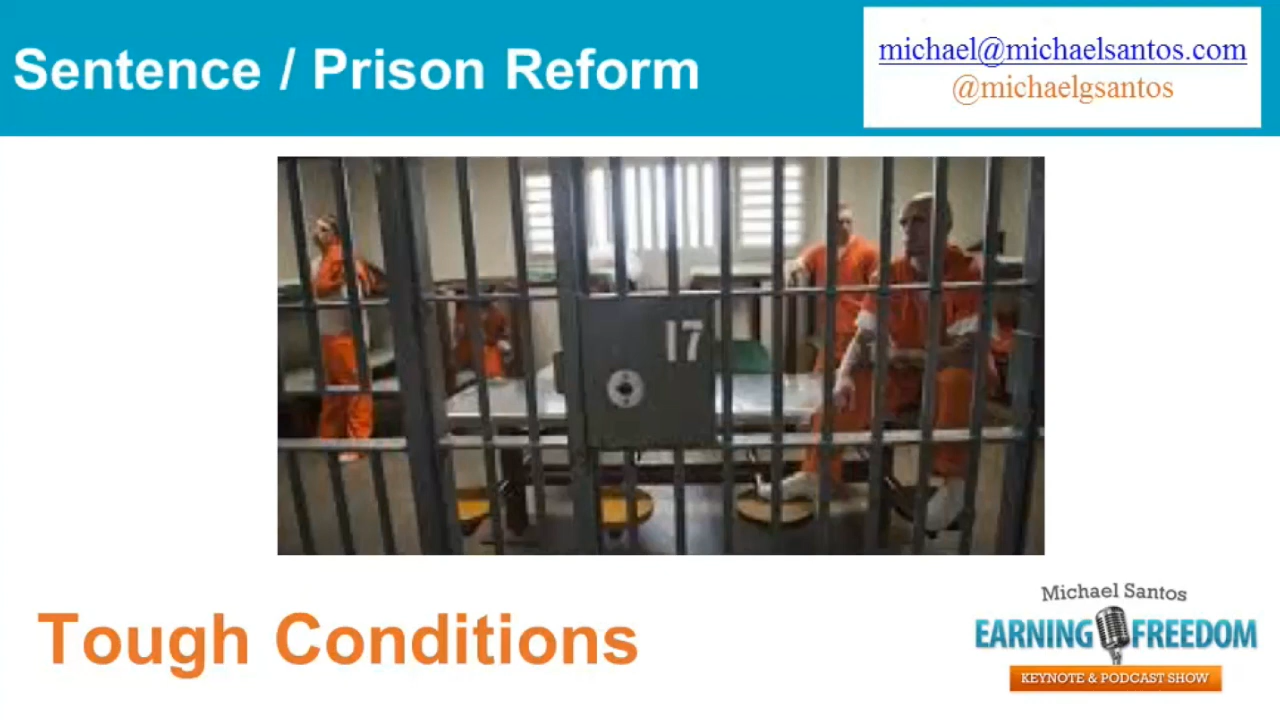 Sentence / Prison Reform
michael@michaelsantos.com
@michaelgsantos
17
Tough Conditions
Michael Santos
EARNING FREEDOM
KEYNOTE & PODCAST SHOW